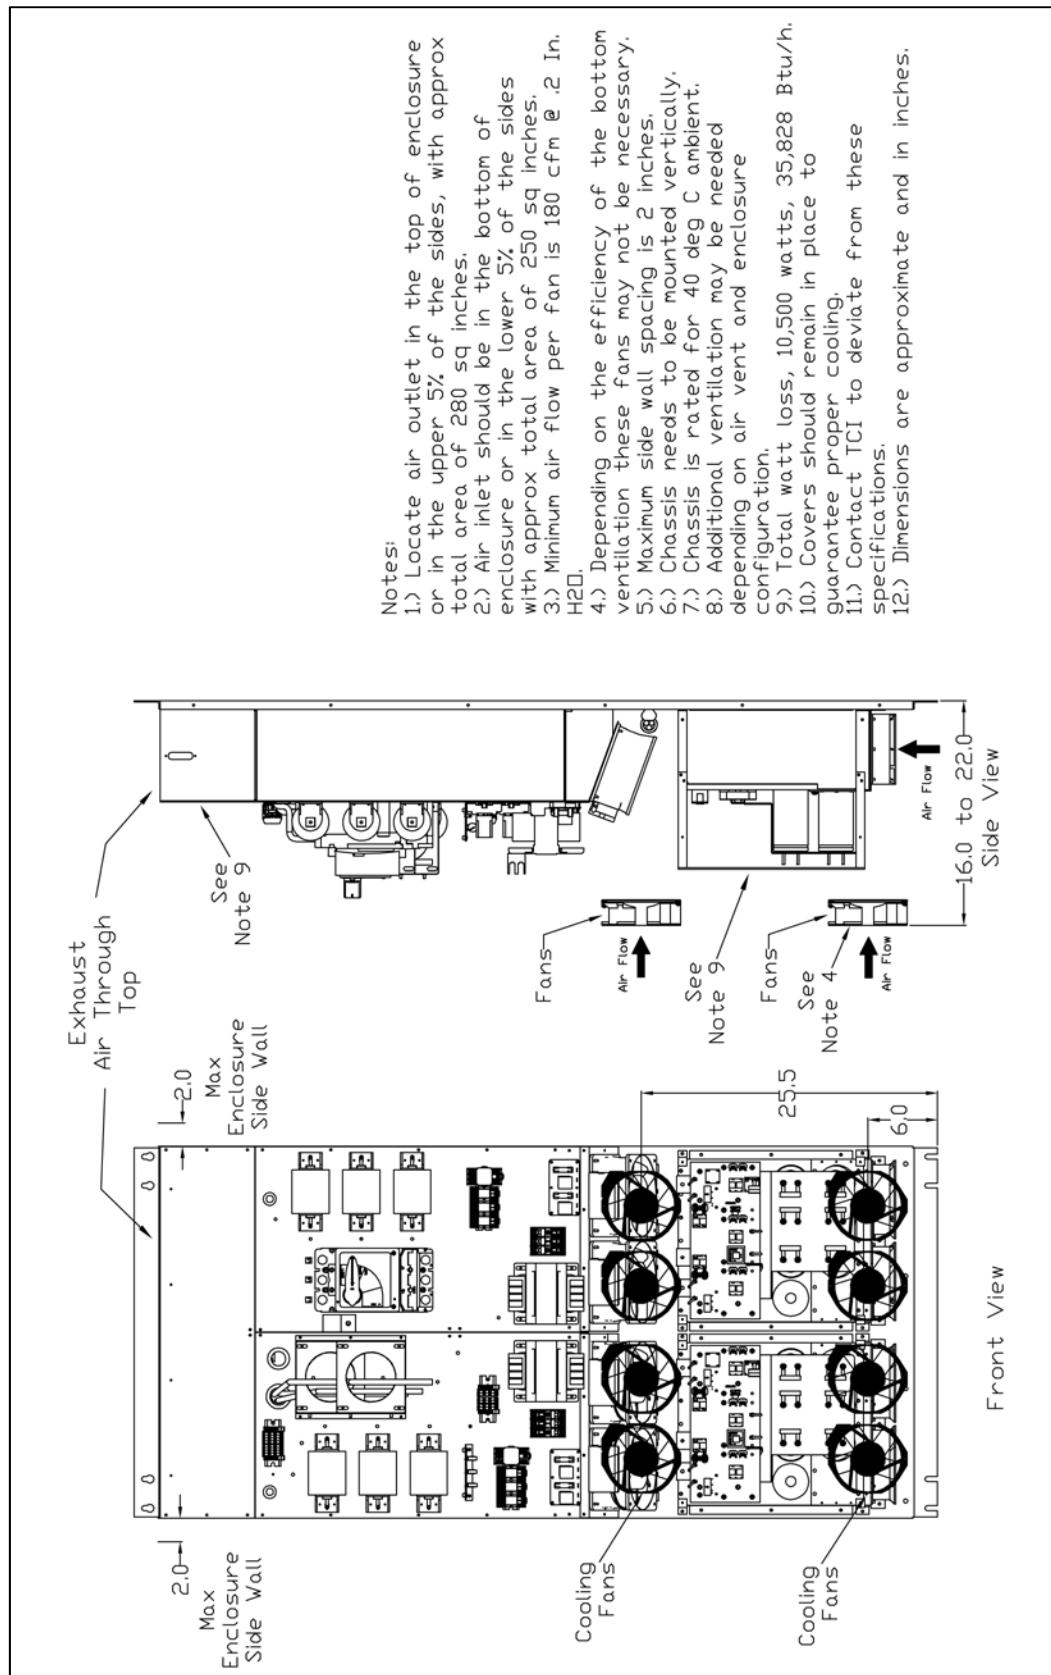 Exhaust
Air Through
Top
2.0
Max
Enclosure
Side Wall
2.0
Max
Enclosure
Side Wall
See
Note 9
Fans
Air Flow
See
Note 9
Fans
See
Note 4
Air Flow
Air Flow
16.0 to 22.0
Side View
25.5
6.0
Cooling
Fans
Cooling
Fans
Front View
Notes:
1.) Locate air outlet in the top of enclosure
or in the upper 5% of the sides, with approx
total area of 280 sq inches.
2.) Air inlet should be in the bottom of
enclosure or in the lower 5% of the sides
with approx total area of 250 sq inches.
3.) Minimum air flow per fan is 180 cfm @ .2 In.
H2O.
4.) Depending on the efficiency of the bottom
ventilation these fans may not be necessary.
5.) Maximum side wall spacing is 2 inches.
6.) Chassis needs to be mounted vertically.
7.) Chassis is rated for 40 deg C ambient.
8.) Additional ventilation may be needed
depending on air vent and enclosure
configuration.
9.) Total watt loss, 10,500 watts, 35,828 Btu/h.
10.) Covers should remain in place to
guarantee proper cooling.
11.) Contact TCI to deviate from these
specifications.
12.) Dimensions are approximate and in inches.